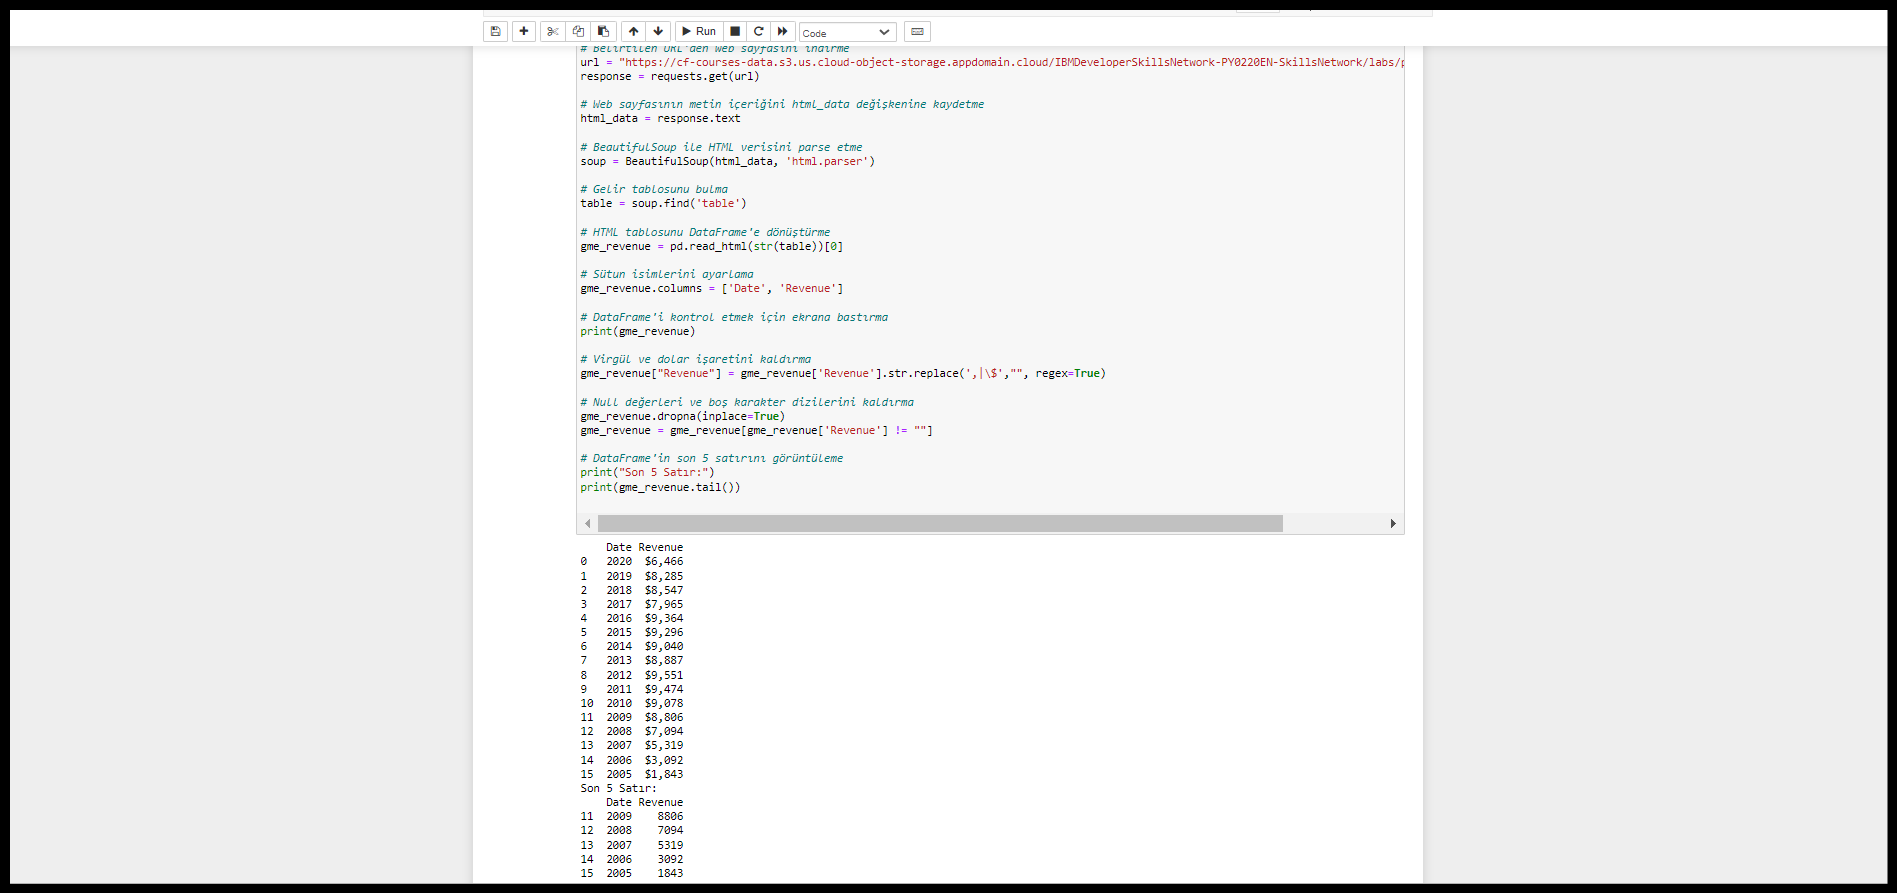 Run
Code
# Belirtilen URL'den web sayfasını indirme
url = "https://cf-courses-data.s3.us.cloud-object-storage.appdomain.cloud/IBMDeveloperSkillsNetwork-PY0220EN-SkillsNetwork/labs/p
response = requests.get(url)
# Web sayfasının metin içeriğini html_data değişkenine kaydetme
html_data = response.text
# BeautifulSoup ile HTML verisini parse etme
soup = BeautifulSoup(html_data, 'html.parser')
# Gelir tablosunu bulma
table = soup.find('table')
# HTML tablosunu DataFrame'e dönüştürme
gme_revenue = pd.read_html(str(table))[0]
# Sütun isimlerini ayarlama
gme_revenue.columns = ['Date', 'Revenue']
# DataFrame'i kontrol etmek için ekrana bastırma
print(gme_revenue)
# Virgül ve dolar işaretini kaldırma
gme_revenue["Revenue"] = gme_revenue['Revenue'].str.replace(',|\$',"", regex=True)
# Null değerleri ve boş karakter dizilerini kaldırma
gme_revenue.dropna(inplace=True)
gme_revenue = gme_revenue[gme_revenue['Revenue'] != ""]
# DataFrame'in son 5 satırını görüntüleme
print("Son 5 Satır:")
print(gme_revenue.tail())
Date Revenue
0 2020 $6,466
1 2019 $8,285
2 2018 $8,547
3 2017 $7,965
4 2016 $9,364
5 2015 $9,296
6 2014 $9,040
7 2013 $8,887
8 2012 $9,551
9 2011 $9,474
10 2010 $9,078
11 2009 $8,806
12 2008 $7,094
13 2007 $5,319
14 2006 $3,092
15 2005 $1,843
Son 5 Satır:
Date Revenue
11 2009 8806
12 2008 7094
13 2007 5319
14 2006 3092
15 2005 1843